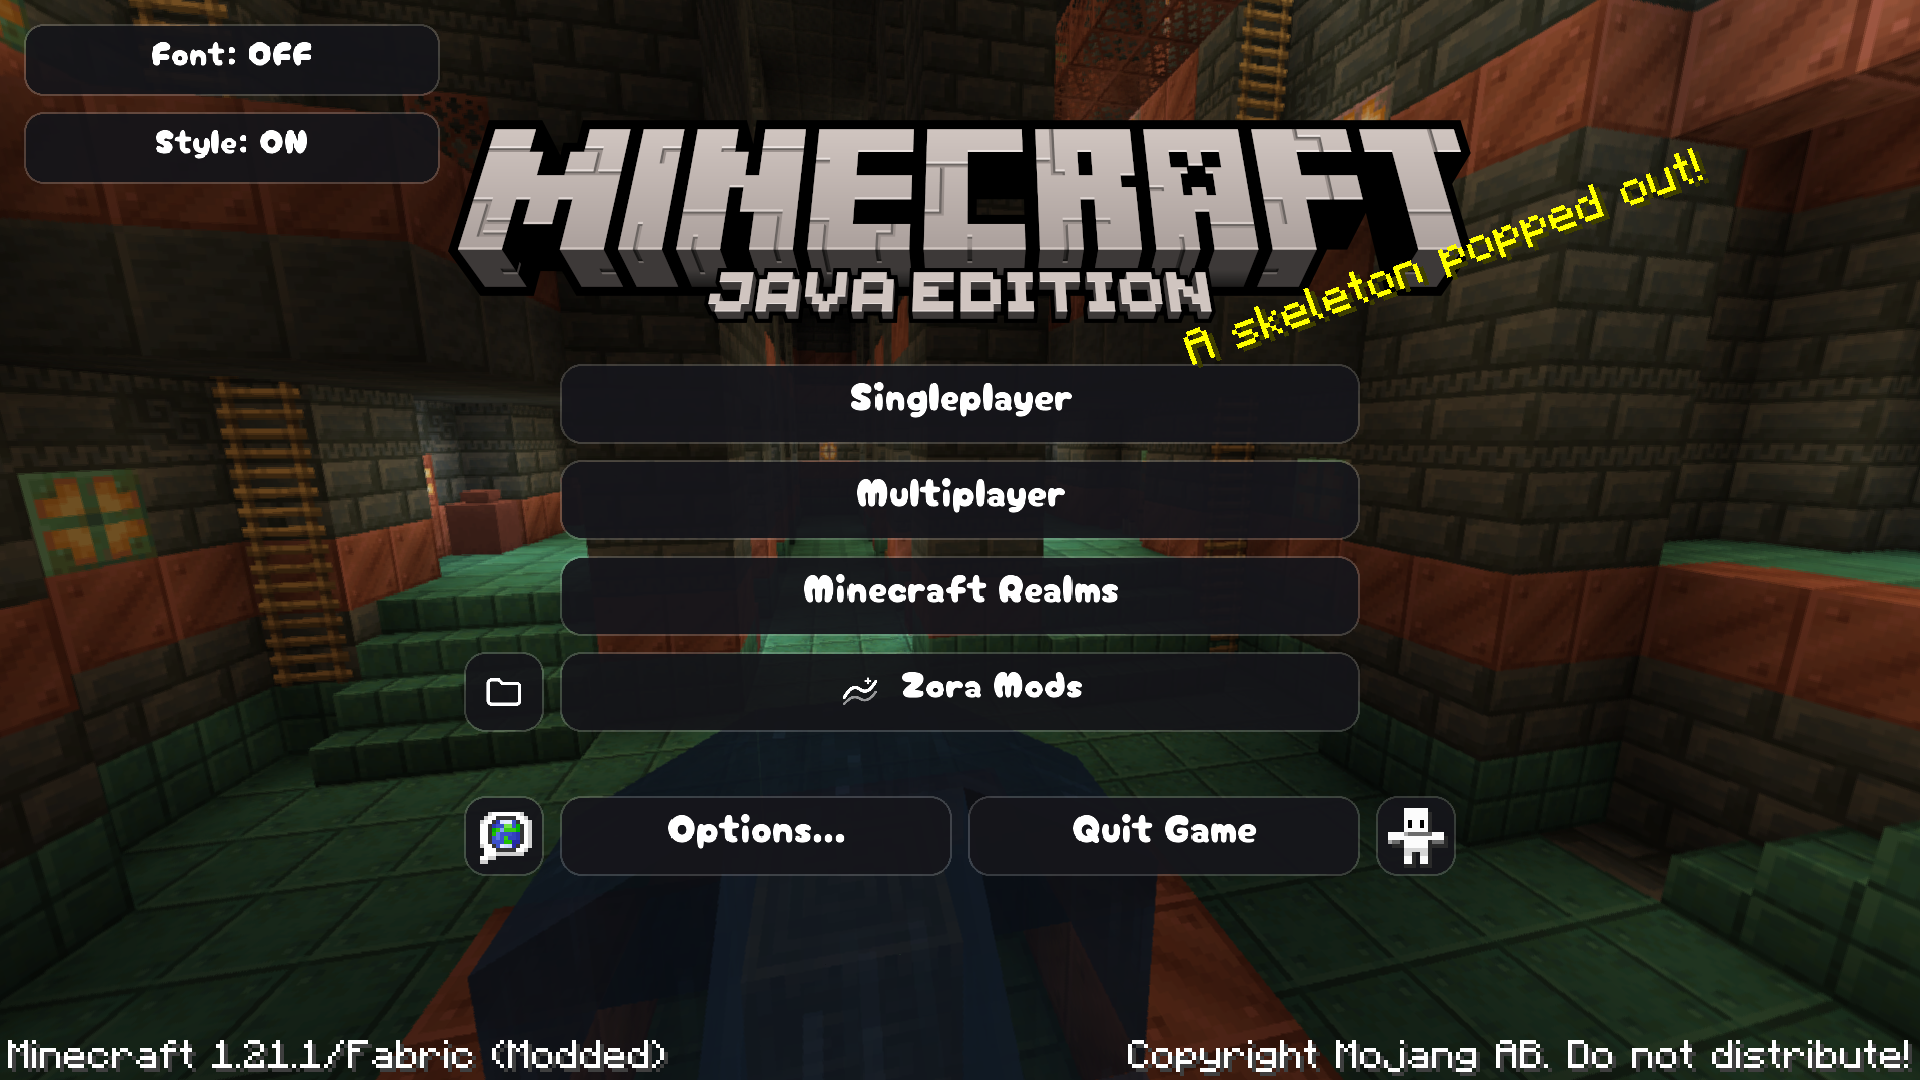 Font: OFF
Style: ON
MINECRAFT
JAVA EDITION
A skeleton popped out!
Singleplayer
Multiplayer
Minecraft Realms
Zora Mods
Options...
Quit Game
Minecraft 1.21.1/Fabric (Modded)
Copyright Mojang AB. Do not distribute!